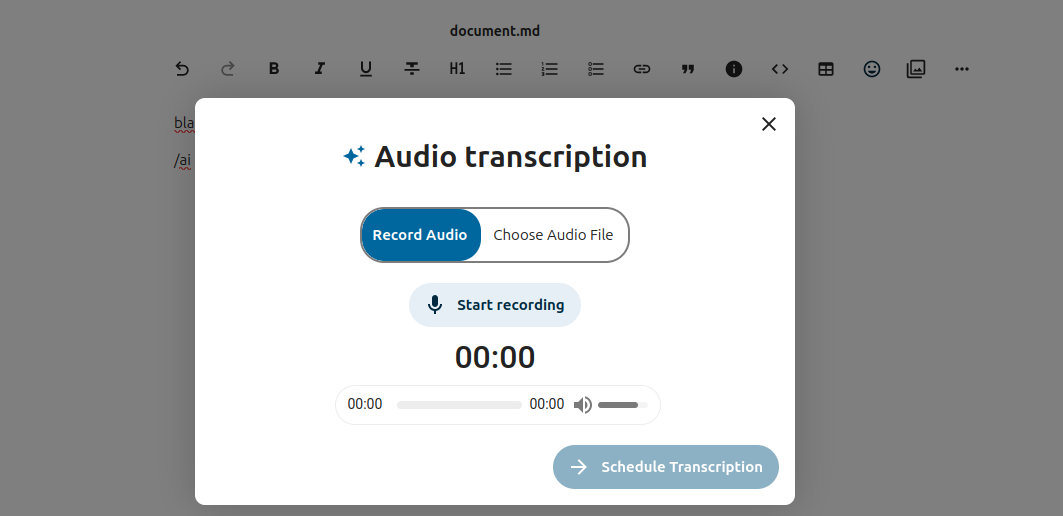 document.md
B I U S H1
bla
/ai
Audio transcription
Record Audio Choose Audio File
Start recording
00:00
00:00 00:00
Schedule Transcription